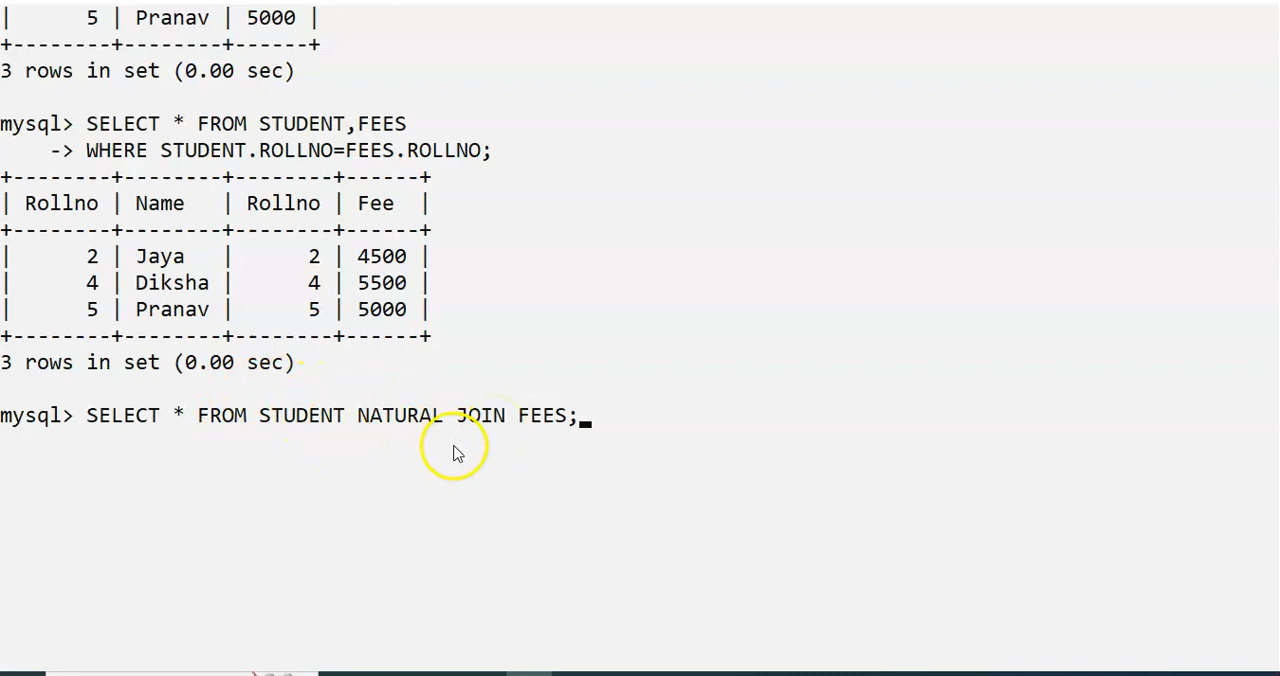 |      5 | Pranav | 5000 |
+--------+--------+------+
3 rows in set (0.00 sec)
mysql> SELECT * FROM STUDENT,FEES
    -> WHERE STUDENT.ROLLNO=FEES.ROLLNO;
+--------+--------+--------+------+
| Rollno | Name   | Rollno | Fee  |
+--------+--------+--------+------+
|      2 | Jaya   |      2 | 4500 |
|      4 | Diksha |      4 | 5500 |
|      5 | Pranav |      5 | 5000 |
+--------+--------+--------+------+
3 rows in set (0.00 sec)
mysql> SELECT * FROM STUDENT NATURAL JOIN FEES;